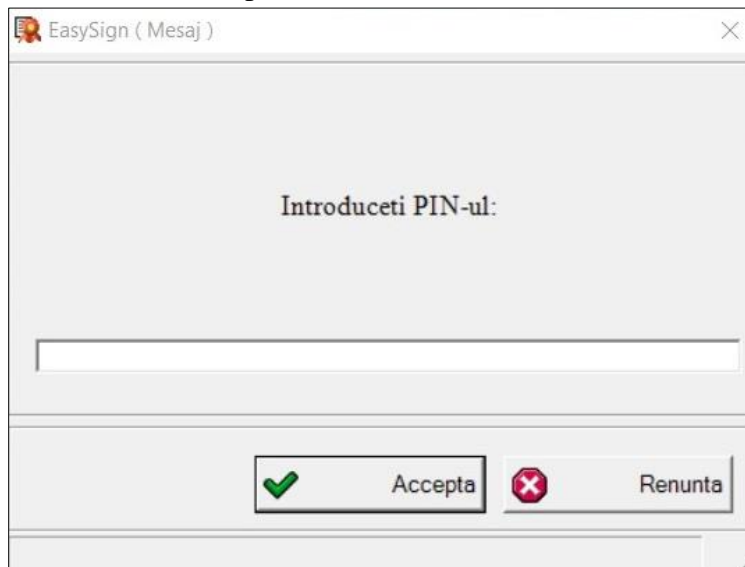 EasySign ( Mesaj )
Introduceti PIN-ul:
Accepta
Renunta